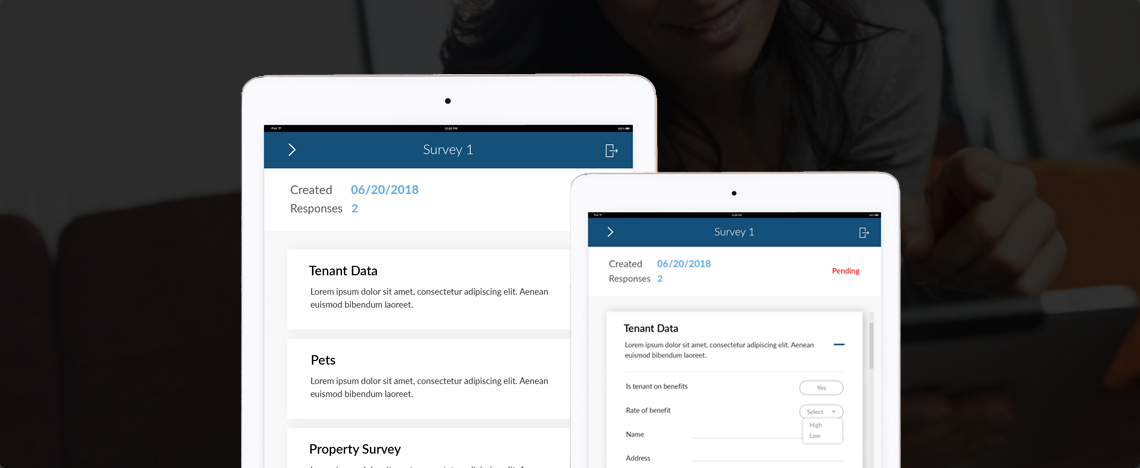 Survey 1
Created 06/20/2018
Responses 2
Tenant Data
Lorem ipsum dolor sit amet, consectetur adipiscing elit. Aenean
euismod bibendum laoreet.
Pets
Lorem ipsum dolor sit amet, consectetur adipiscing elit. Aenean
euismod bibendum laoreet.
Property Survey
Survey 1
Created 06/20/2018
Responses 2
Pending
Tenant Data
Lorem ipsum dolor sit amet, consectetur adipiscing elit. Aenean
euismod bibendum laoreet.
Is tenant on benefits Yes
Rate of benefit Select
High
Low
Name
Address